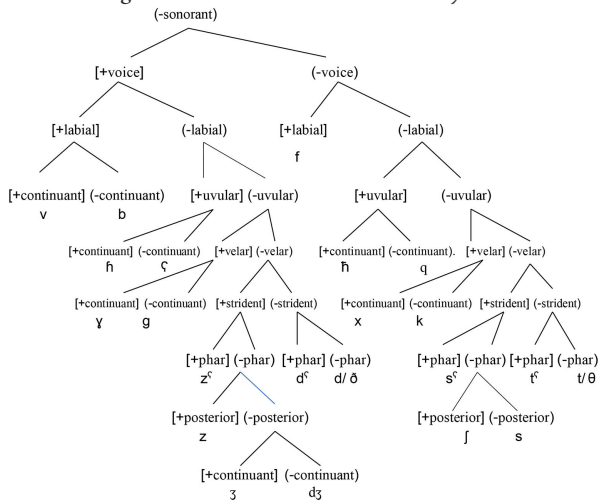 (-sonorant)
[+voice] (-voice)
[+labial] (-labial) [+labial] (-labial)
f
[+continuant] (-continuant) [+uvular] (-uvular) [+uvular] (-uvular)
v b
[+continuant] (-continuant) [+velar] (-velar) [+continuant] (-continuant). [+velar] (-velar)
ɦ ʕ ħ q
[+continuant] (-continuant) [+strident] (-strident) [+continuant] (-continuant) [+strident] (-strident)
ɣ g x k
[+phar] (-phar) [+phar] (-phar) [+phar] (-phar) [+phar] (-phar)
zˤ dˤ d/ ð sˤ tˤ t/ θ
[+posterior] (-posterior) [+posterior] (-posterior)
z ʃ s
[+continuant] (-continuant)
ʒ dʒ